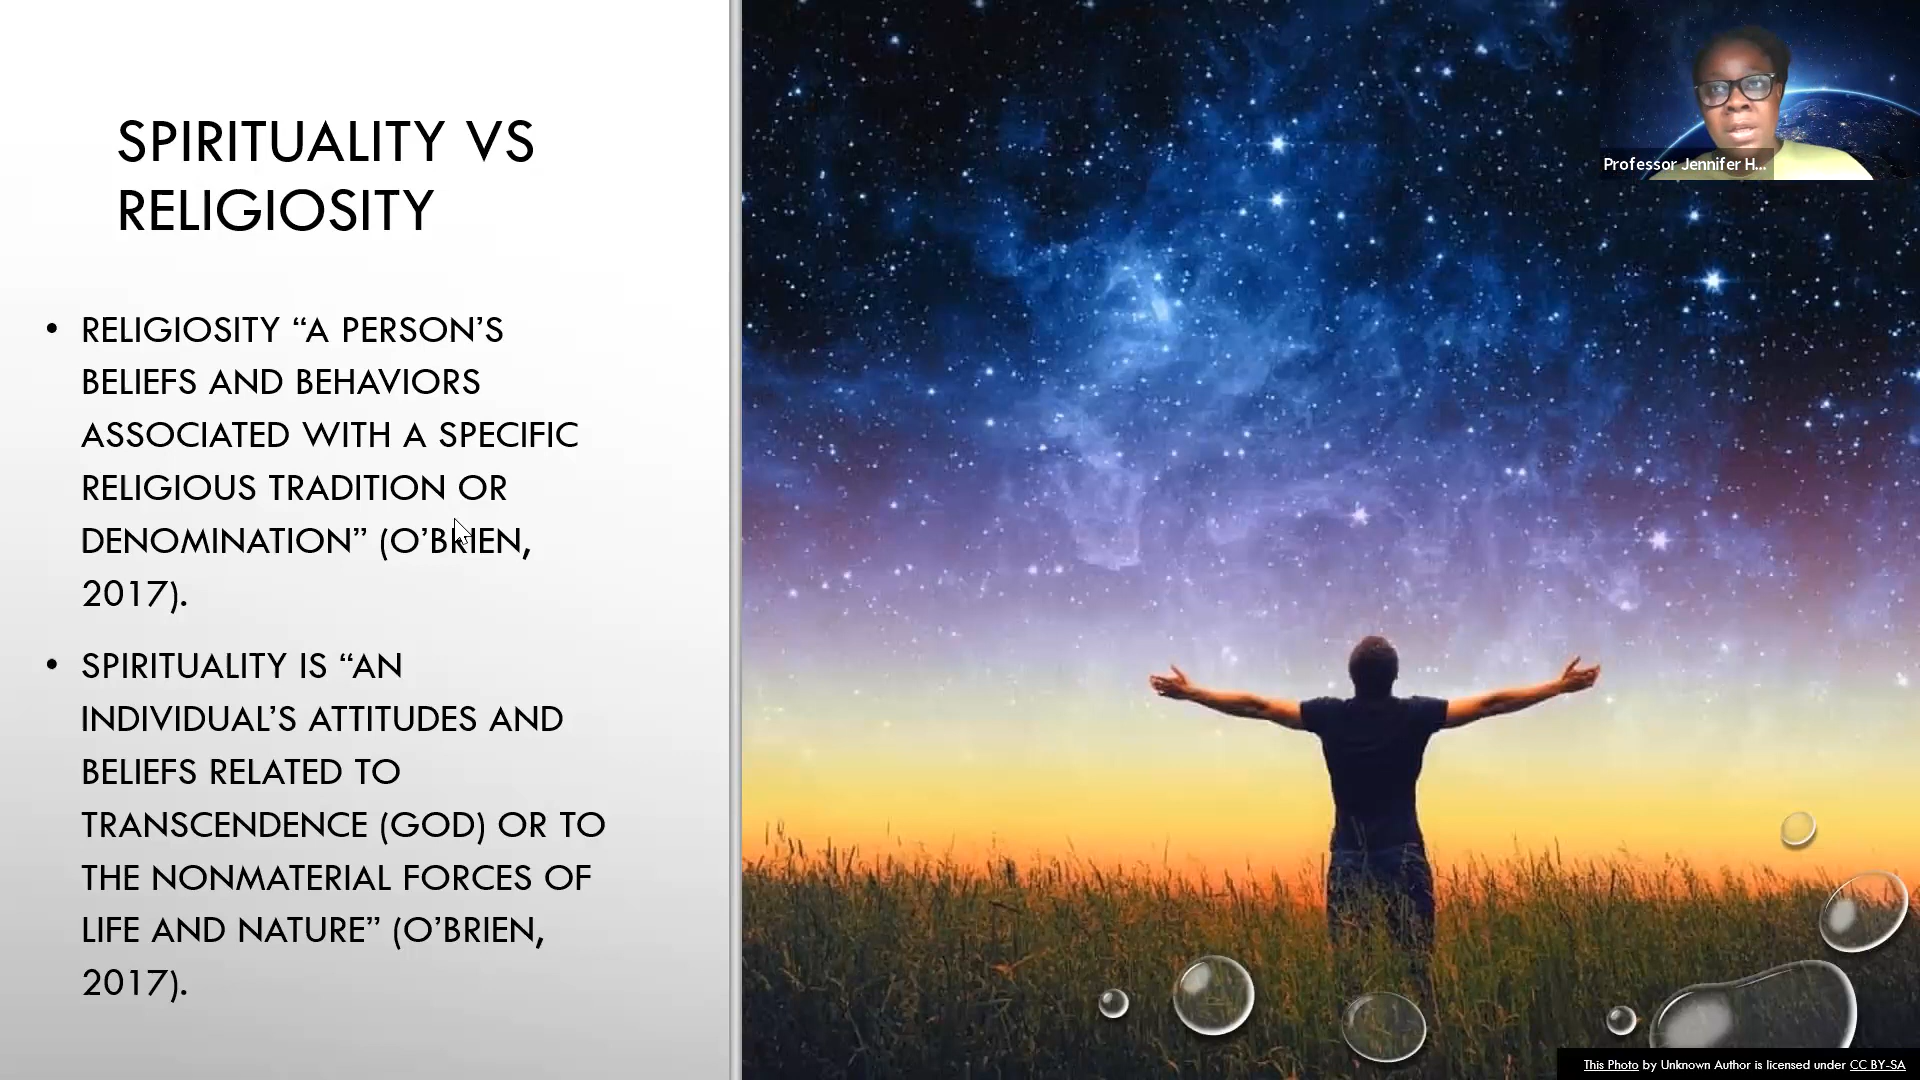 SPIRITUALITY VS
RELIGIOSITY
• RELIGIOSITY “A PERSON’S
BELIEFS AND BEHAVIORS
ASSOCIATED WITH A SPECIFIC
RELIGIOUS TRADITION OR
DENOMINATION” (O’BRIEN,
2017).
• SPIRITUALITY IS “AN
INDIVIDUAL’S ATTITUDES AND
BELIEFS RELATED TO
TRANSCENDENCE (GOD) OR TO
THE NONMATERIAL FORCES OF
LIFE AND NATURE” (O’BRIEN,
2017).
Professor Jennifer H...
This Photo by Unknown Author is licensed under CC BY-SA